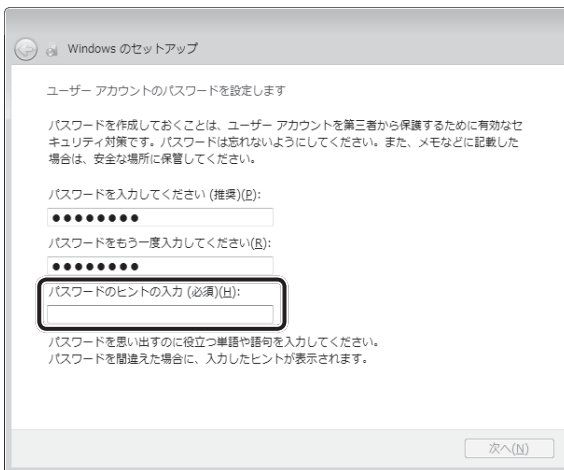 Windows のセットアップ
ユーザー アカウントのパスワードを設定します
パスワードを作成しておくことは、ユーザー アカウントを第三者から保護するために有効なセ
キュリティ対策です。パスワードは忘れないようにしてください。また、メモなどに記載した
場合は、安全な場所に保管してください。
パスワードを入力してください (推奨)(P):
●●●●●●●●
パスワードをもう一度入力してください(R):
●●●●●●●●
パスワードのヒントの入力 (必須)(H):
パスワードを思い出すのに役立つ単語や語句を入力してください。
パスワードを間違えた場合に、入力したヒントが表示されます。
次へ(N)